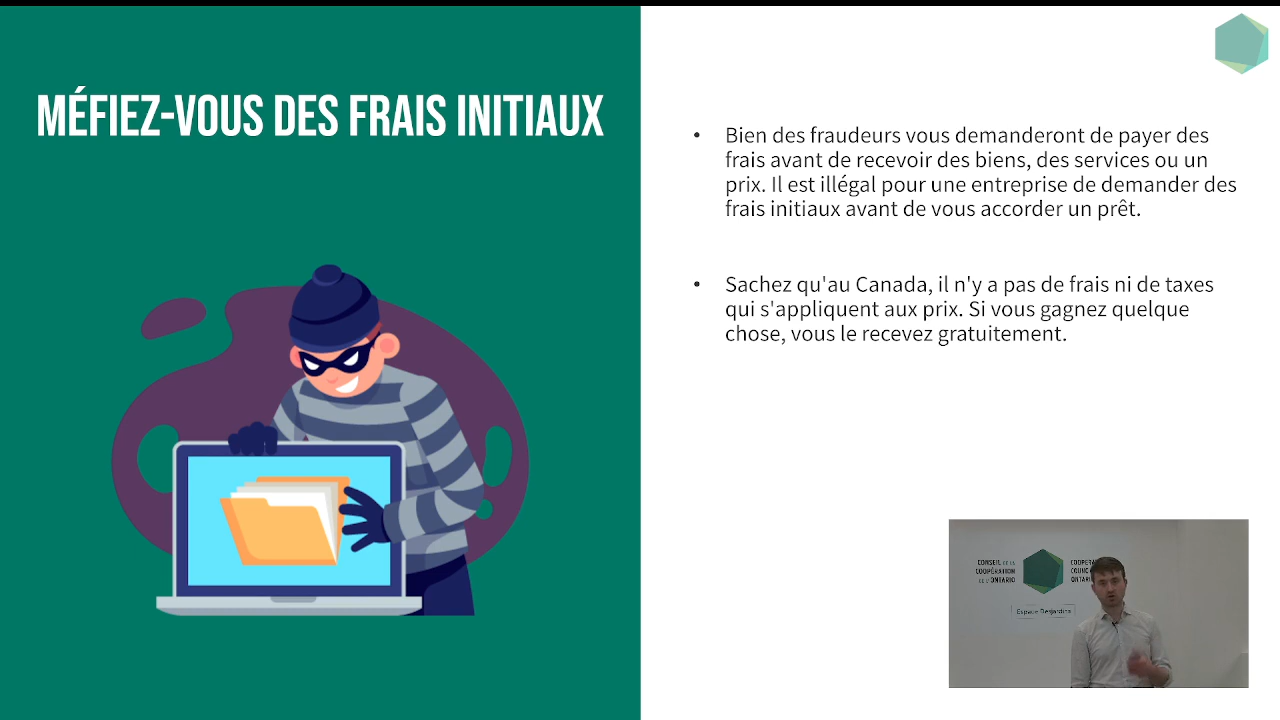 MÉFIEZ-VOUS DES FRAIS INITIAUX
• Bien des fraudeurs vous demanderont de payer des
frais avant de recevoir des biens, des services ou un
prix. Il est illégal pour une entreprise de demander des
frais initiaux avant de vous accorder un prêt.
• Sachez qu'au Canada, il n'y a pas de frais ni de taxes
qui s'appliquent aux prix. Si vous gagnez quelque
chose, vous le recevez gratuitement.
CONSEIL DE LA
COOPÉRATION
DE L'ONTARIO
Espace Desjardins